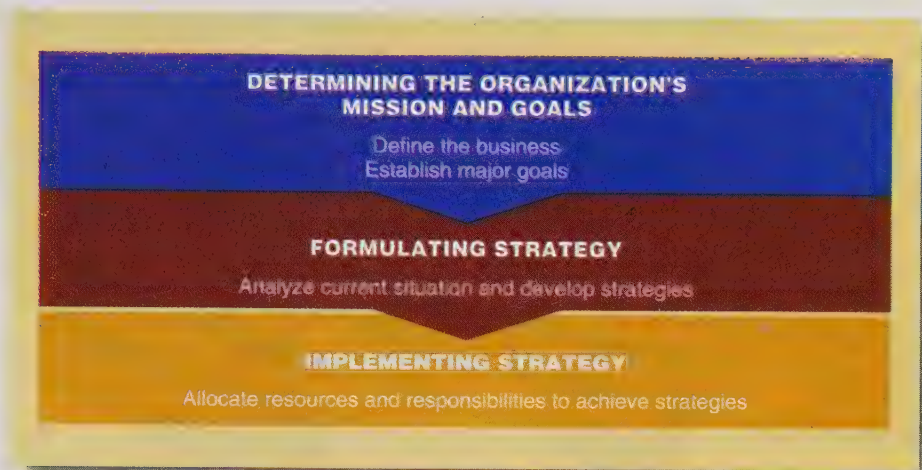 DETERMINING THE ORGANIZATION'S
MISSION AND GOALS
Define the business
Establish major goals
FORMULATING STRATEGY
Analyze current situation and develop strategies
IMPLEMENTING STRATEGY
Allocate resources and responsibilities to achieve strategies